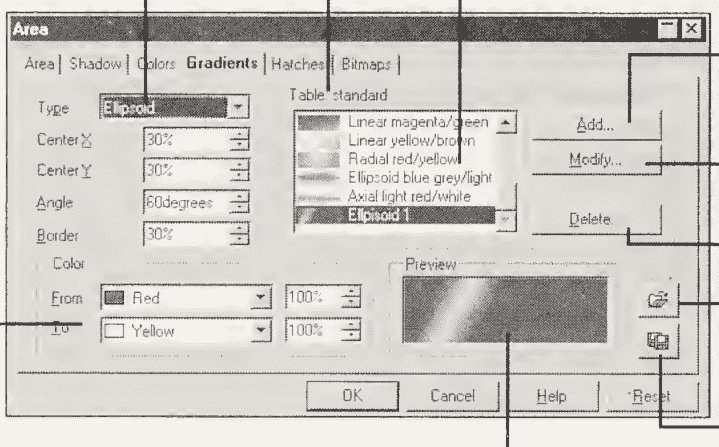 Area
Area | Shadow | Colors Gradients | Hatches | Bitmaps |
Type Ellipsoid
Center X 30%
Center Y 30%
Angle 60degrees
Border 30%
Table: standard
Linear magenta/green
Linear yellow/brown
Radial red/yellow
Ellipsoid blue grey/light
Axial light red/white
Ellipisoid 1
Add...
Modify...
Delete
Color
From Red 100%
To Yellow 100%
Preview
OK Cancel Help Reset